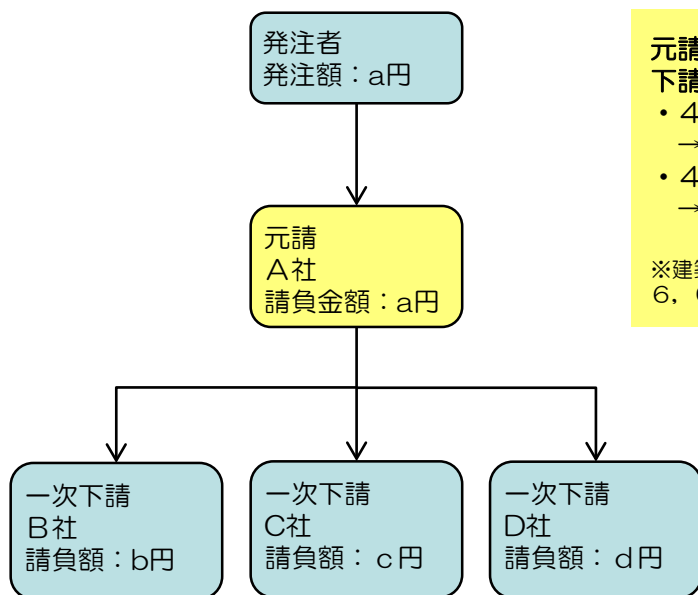 発注者
発注額：a円
元請
Ａ社
請負金額：a円
一次下請
Ｂ社
請負額：b円
一次下請
C社
請負額：ｃ円
一次下請
D社
請負額：ｄ円
元請
下請
・４
→
・４
→
※建築
６，